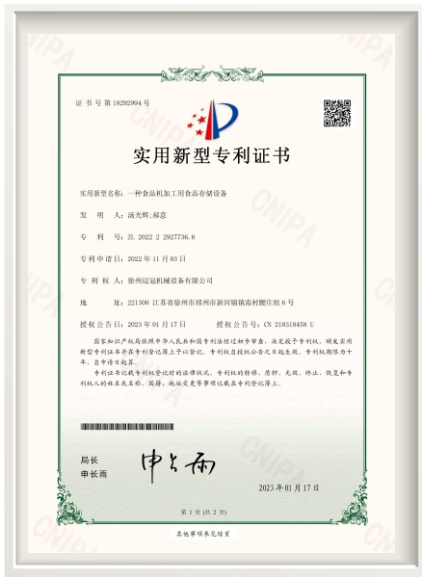 证书号第18292994号
实用新型专利证书
实用新型名称：一种食品机加工用食品存储设备
发明人：汤光辉;郝意
专利号：ZL 2022 2 2927736.6
专利申请日：2022年11月03日
专利权人：徐州迈冠机械设备有限公司
地址：221300 江苏省徐州市邳州市新河镇镇南村腰庄组6号
授权公告日：2023年01月17日 授权公告号：CN 218318458 U
国家知识产权局依照中华人民共和国专利法经过初步审查，决定授予专利权，颁发实用
新型专利证书并在专利登记簿上予以登记。专利权自授权公告之日起生效。专利权期限为十
年，自申请日起算。
专利证书记载专利权登记时的法律状况。专利权的转移、质押、无效、终止、恢复和专
利权人的姓名或名称、国籍、地址变更等事项记载在专利登记簿上。
局长
申长雨
申长雨
2023年01月17日
第 1 页 (共 2 页)
其他事项参见续页
CNIPA
CNIPA
CNIPA
CNIPA
CNIPA
CNIPA
CNIPA
CNIPA